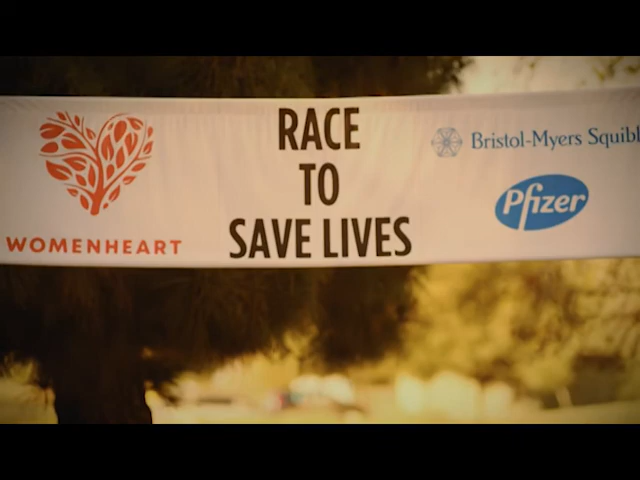 WOMENHEART
RACE
TO
SAVE LIVES
Bristol-Myers Squibb
Pfizer